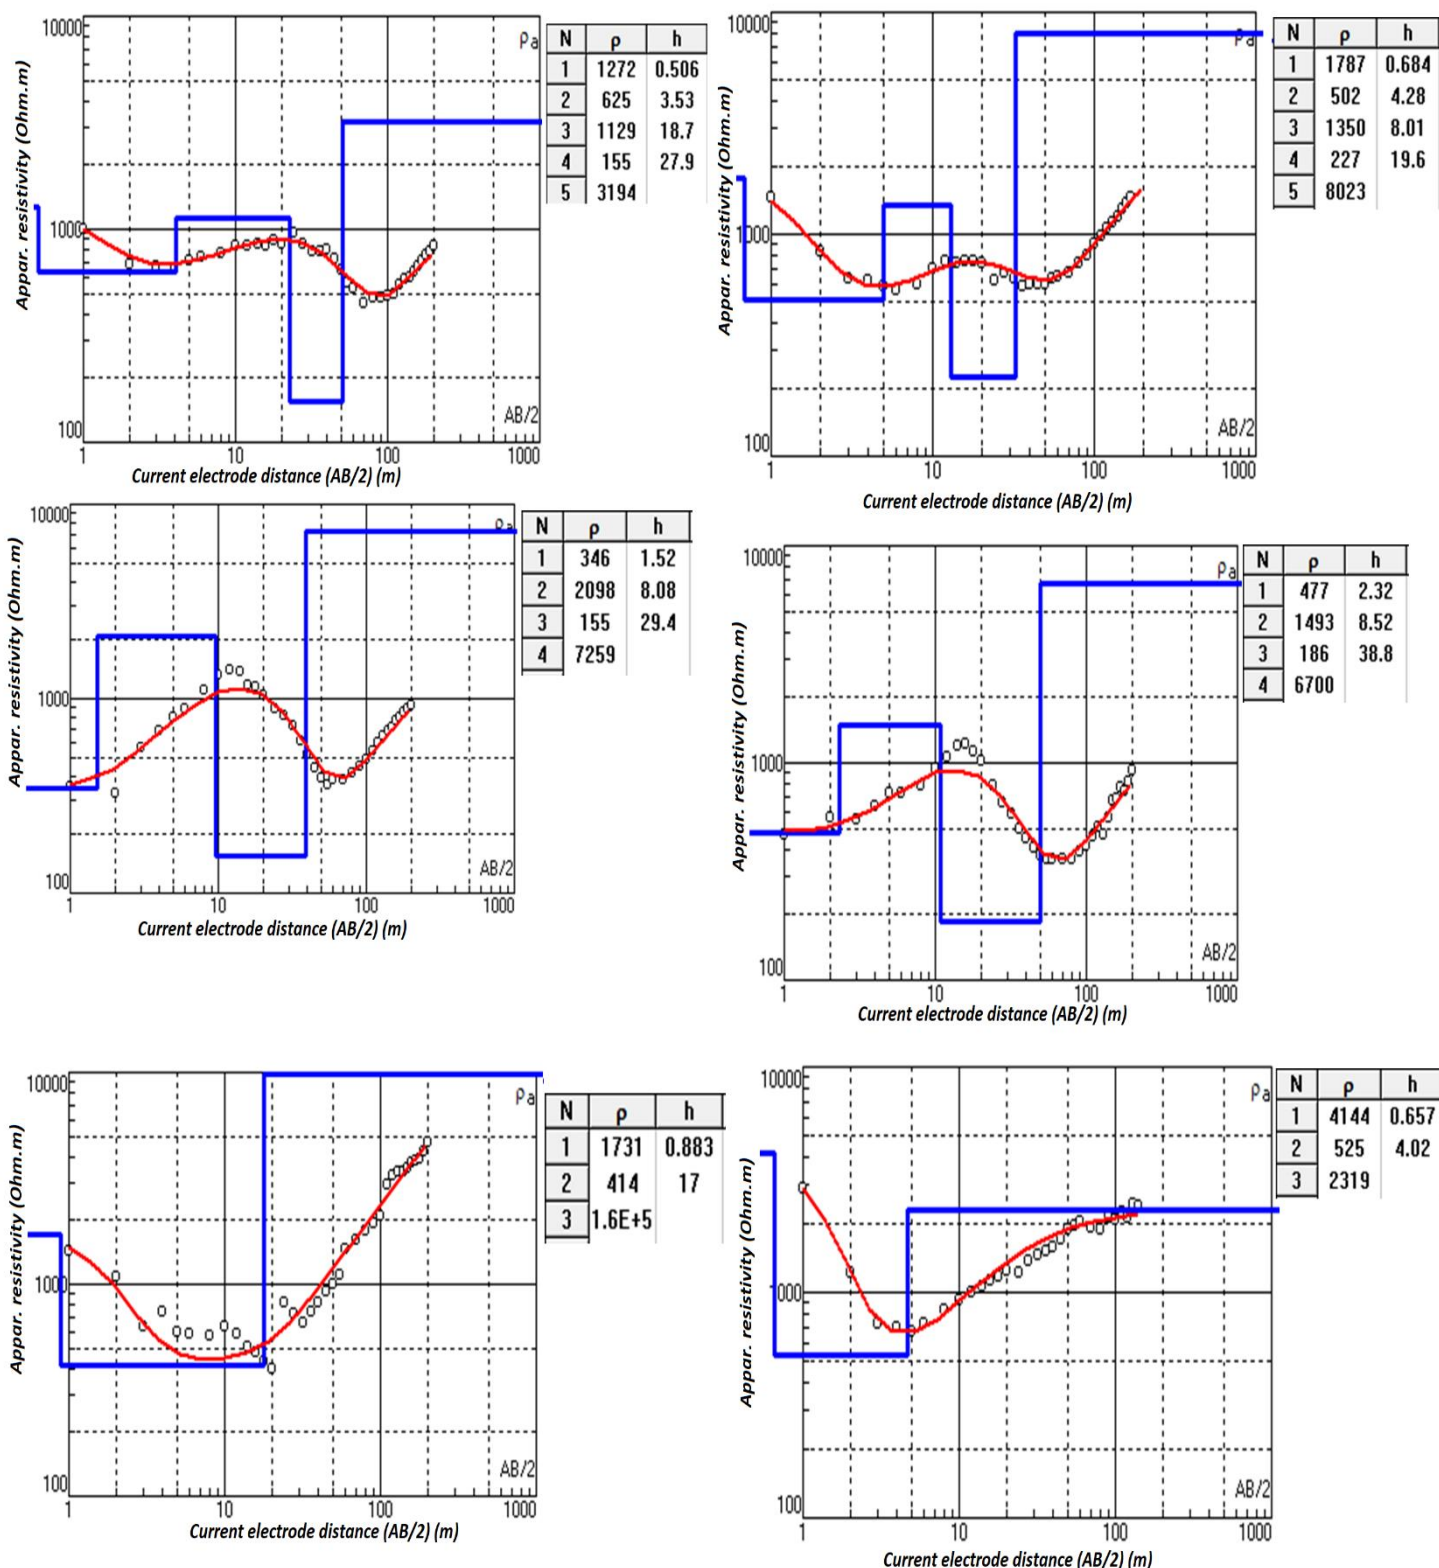 10000
ρa
Appar. resistivity (Ohm.m)
1000
100
AB/2
1 10 100 1000
Current electrode distance (AB/2) (m)
N ρ h
1 1272 0.506
2 625 3.53
3 1129 18.7
4 155 27.9
5 3194
10000
ρa
Appar. resistivity (Ohm.m)
1000
100
AB/2
1 10 100 1000
Current electrode distance (AB/2) (m)
N ρ h
1 1787 0.684
2 502 4.28
3 1350 8.01
4 227 19.6
5 8023
10000
ρa
Appar. resistivity (Ohm.m)
1000
100
AB/2
1 10 100 1000
Current electrode distance (AB/2) (m)
N ρ h
1 346 1.52
2 2098 8.08
3 155 29.4
4 7259
10000
ρa
Appar. resistivity (Ohm.m)
1000
100
AB/2
1 10 100 1000
Current electrode distance (AB/2) (m)
N ρ h
1 477 2.32
2 1493 8.52
3 186 38.8
4 6700
10000
ρa
Appar. resistivity (Ohm.m)
1000
100
AB/2
1 10 100 1000
Current electrode distance (AB/2) (m)
N ρ h
1 1731 0.883
2 414 17
3 1.6E+5
10000
ρa
Appar. resistivity (Ohm.m)
1000
100
AB/2
1 10 100 1000
Current electrode distance (AB/2) (m)
N ρ h
1 4144 0.657
2 525 4.02
3 2319